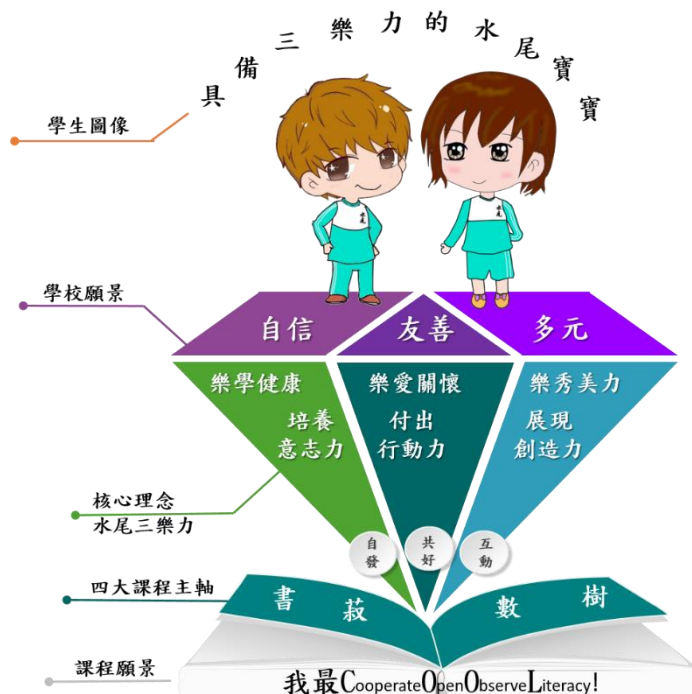 具備三樂力的水尾寶寶
學生圖像
水尾
水尾
學校願景
自信
友善
多元
樂學健康
培養
意志力
樂愛關懷
付出
行動力
樂秀美力
展現
創造力
核心理念
水尾三樂力
自發
共好
互動
四大課程主軸
書 菽 數 樹
課程願景
我最CooperateOpenObserveLiteracy!